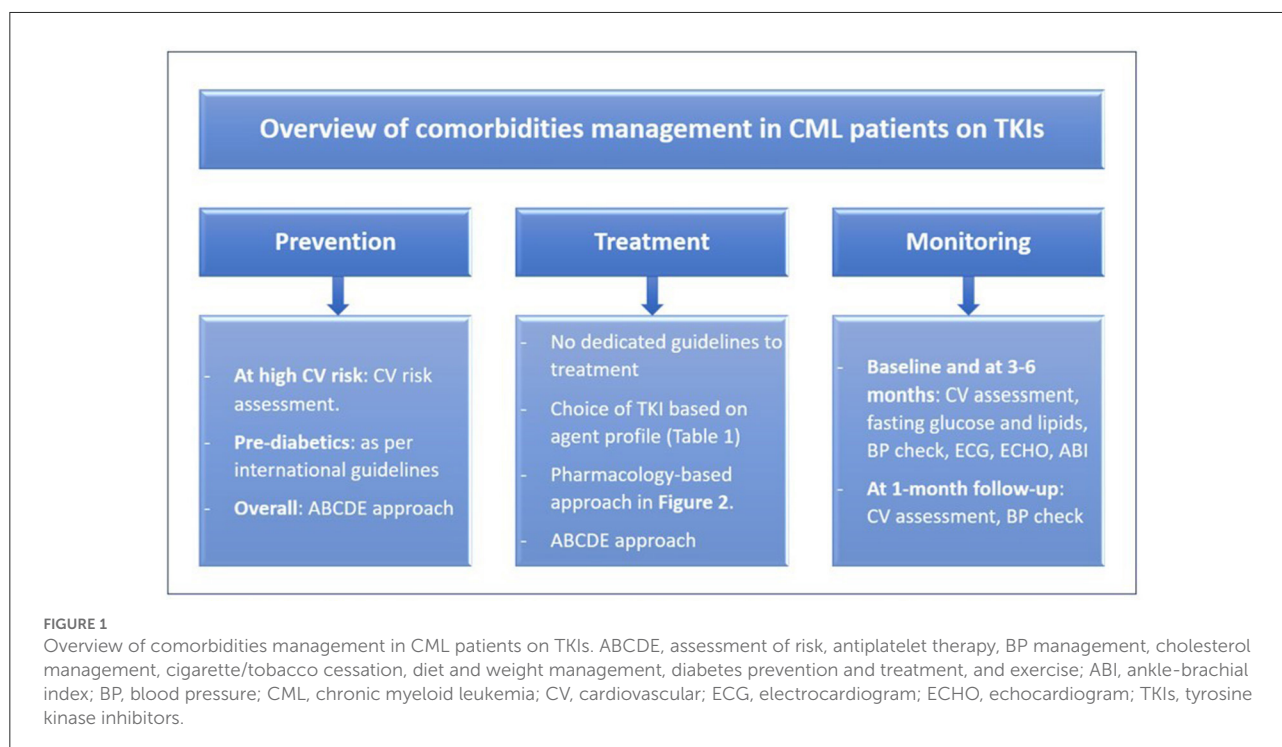 Overview of comorbidities management in CML patients on TKIs
Prevention
- At high CV risk: CV risk
assessment.
- Pre-diabetics: as per
international guidelines
- Overall: ABCDE approach
Treatment
- No dedicated guidelines to
treatment
- Choice of TKI based on
agent profile (Table 1)
- Pharmacology-based
approach in Figure 2.
- ABCDE approach
Monitoring
- Baseline and at 3-6
months: CV assessment,
fasting glucose and lipids,
BP check, ECG, ECHO, ABI
- At 1-month follow-up:
CV assessment, BP check
FIGURE 1
Overview of comorbidities management in CML patients on TKIs. ABCDE, assessment of risk, antiplatelet therapy, BP management, cholesterol
management, cigarette/tobacco cessation, diet and weight management, diabetes prevention and treatment, and exercise; ABI, ankle-brachial
index; BP, blood pressure; CML, chronic myeloid leukemia; CV, cardiovascular; ECG, electrocardiogram; ECHO, echocardiogram; TKIs, tyrosine
kinase inhibitors.